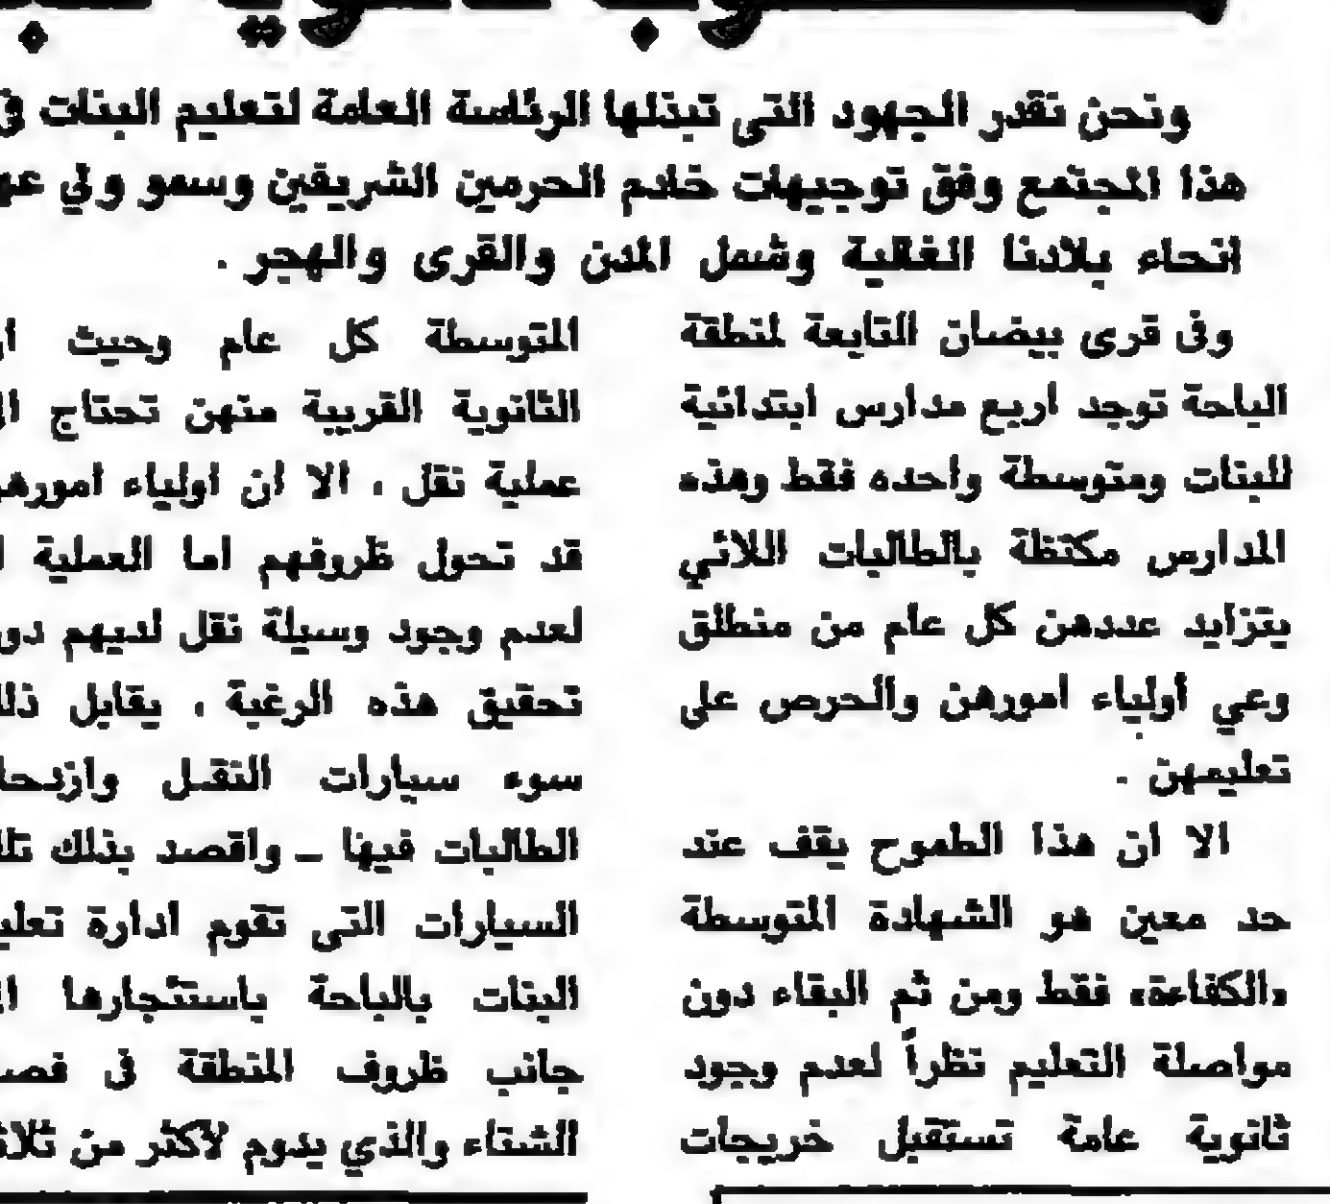 ونحن نقدر الجهود التي تبذلها الرئاسة العامة لتعليم البنات في
هذا المجتمع وفق توجيهات خادم الحرمين الشريفين وسمو ولي
انحاء بلادنا الغالية وشمل المدن والقرى والهجر .
وفى قرى بيضان التابعة لمنطقة
الباحة توجد اربع مدارس ابتدائية
للبنات ومتوسطة واحده فقط وهذه
المدارس مكتظة بالطالبات اللائي
يتزايد عددهن كل عام من منطلق
وعي أولياء امورهن والحرص على
تعليمهن .
الا ان هذا الطموح يقف عند
حد معين هو الشهادة المتوسطة
«الكفاءة» فقط ومن ثم البقاء دون
مواصلة التعليم نظراً لعدم وجود
ثانوية عامة تستقبل خريجات
المتوسطة كل عام وحيث
الثانوية القريبة منهن تحتاج
عملية نقل ، الا ان اولياء
قد تحول ظروفهم اما العملية
لعدم وجود وسيلة نقل لديهم
تحقيق هذه الرغبة ، يقابل
سوء سيارات النقل
الطالبات فيها ــ واقصد بذلك
السيارات التى تقوم ادارة
البنات بالباحة باستئجارها
جانب ظروف المنطقة فى
الشتاء والذي يدوم لأكثر من